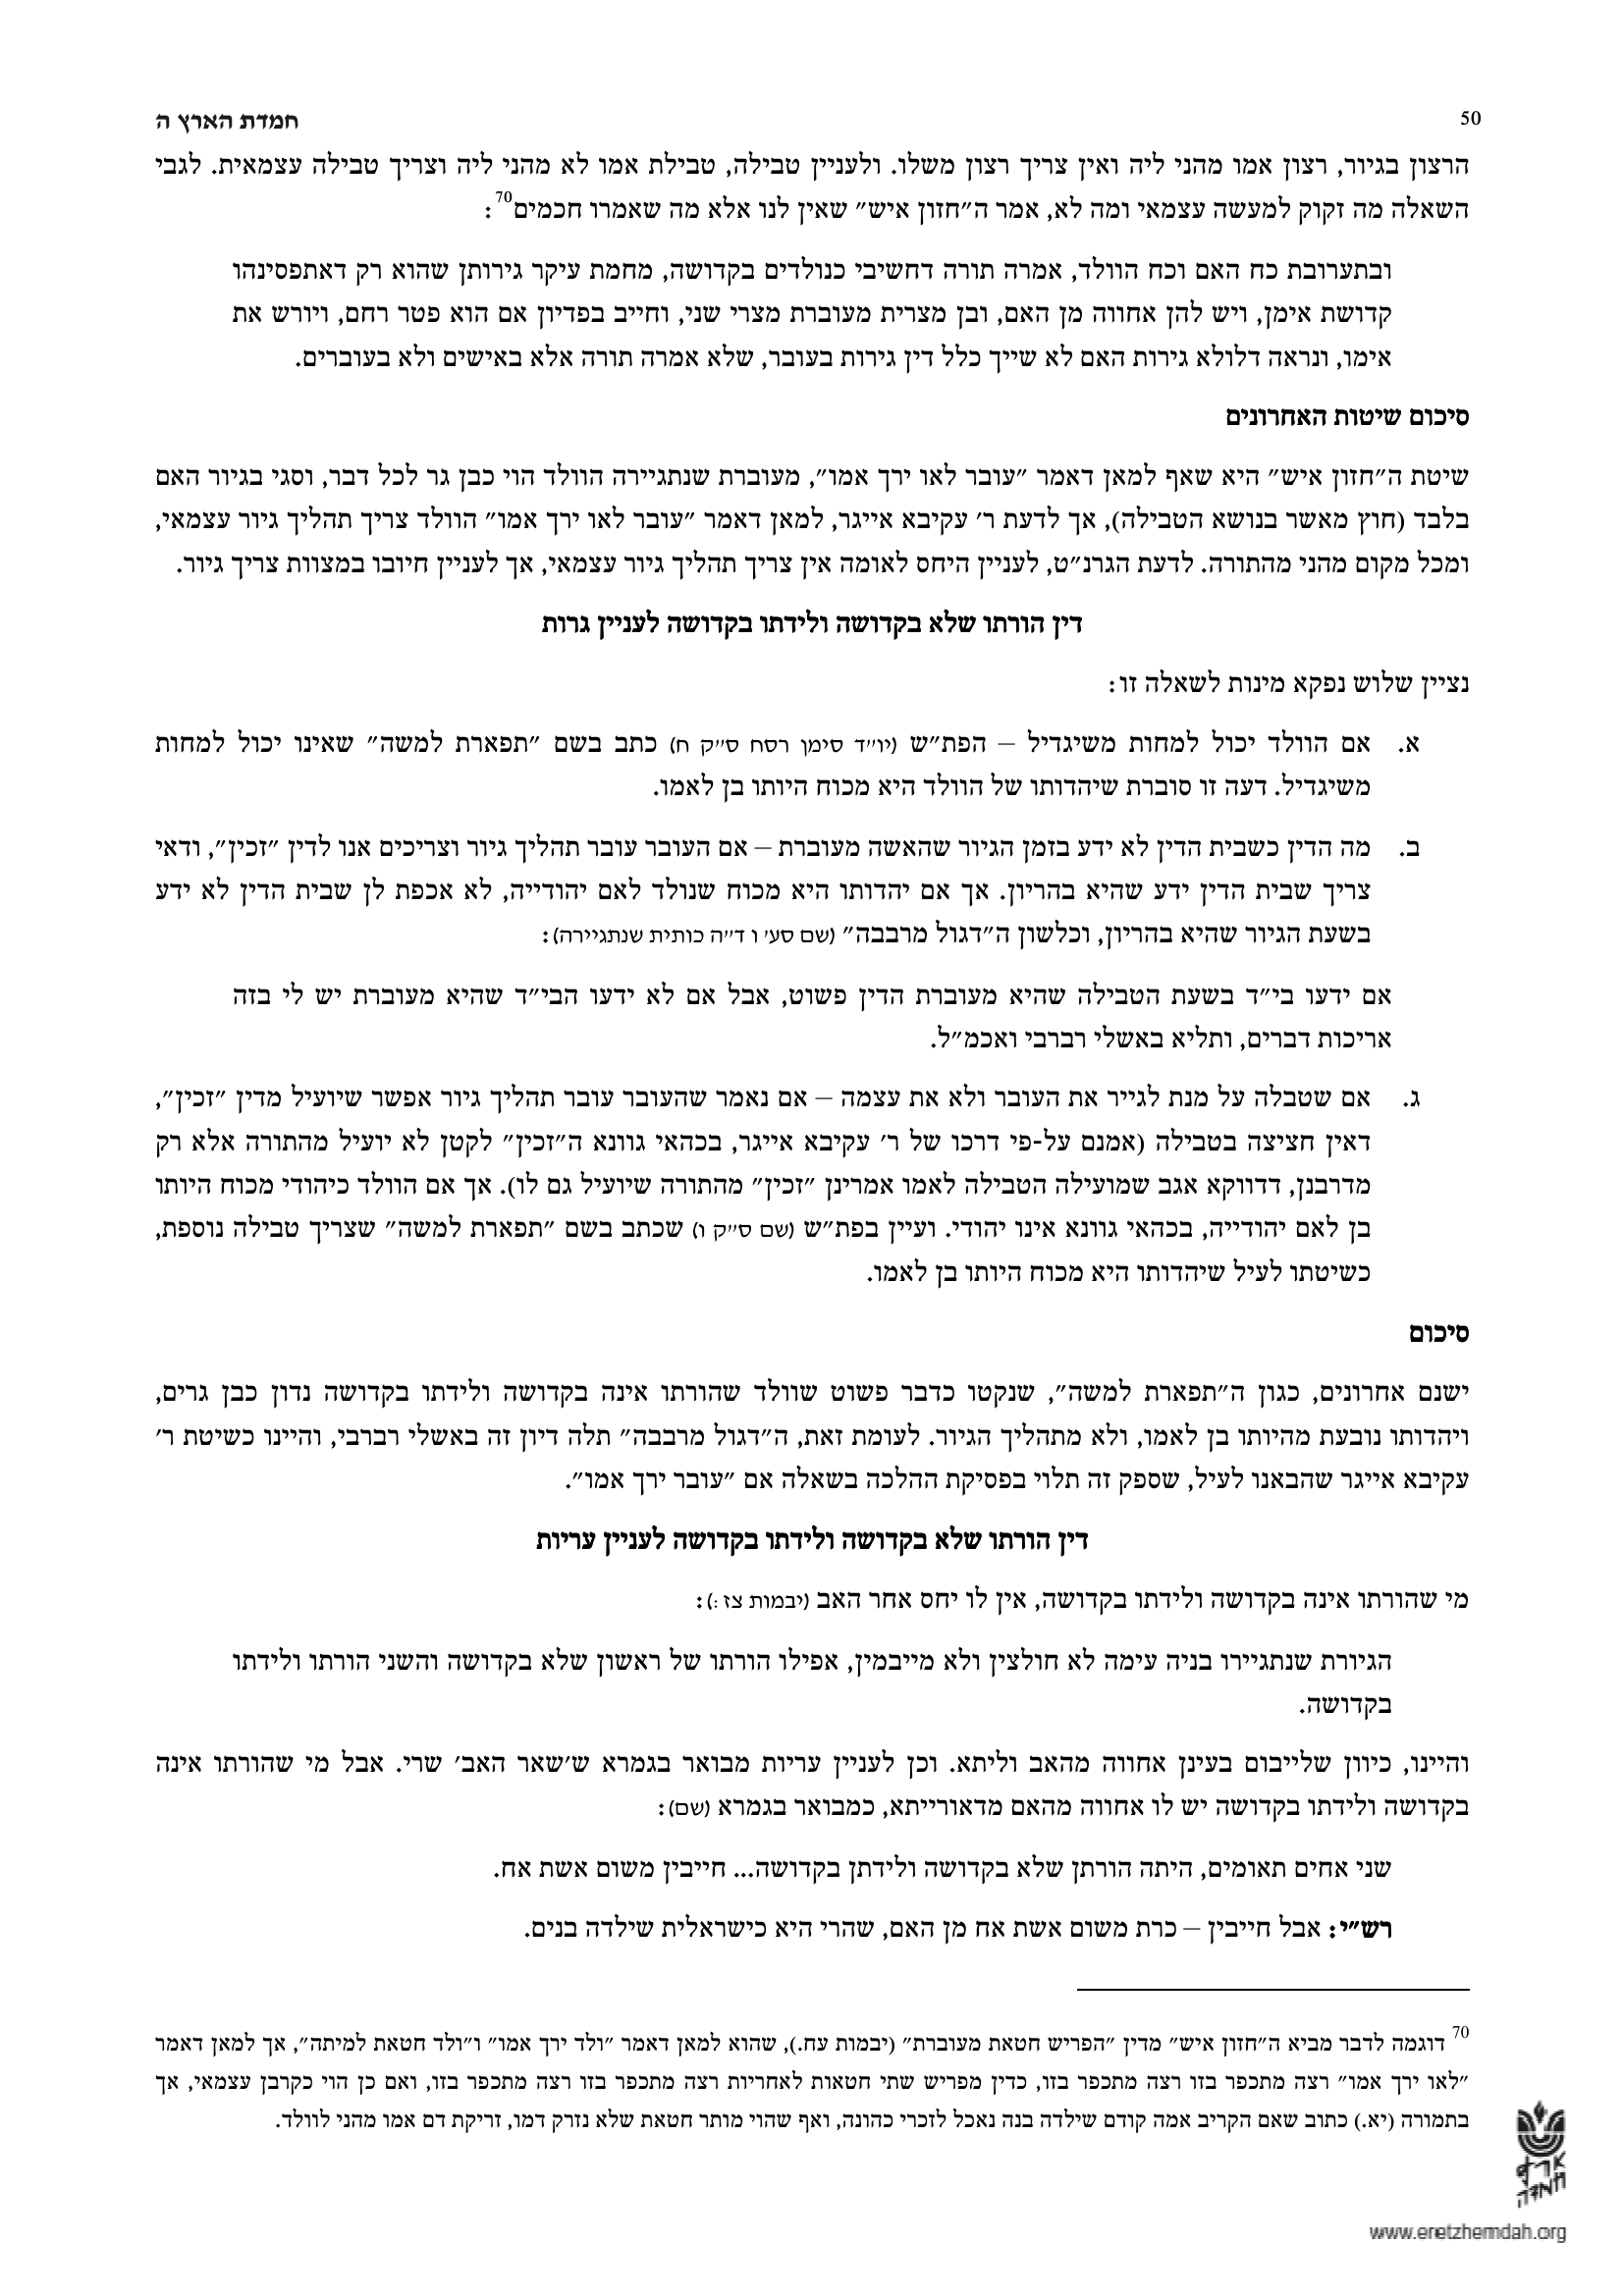 50
חמדת הארץ ה
הרצון בגיור, רצון אמו מהני ליה ואין צריך רצון משלו. ולעניין טבילה, טבילת אמו לא מהני ליה וצריך טבילה עצמאית. לגבי
השאלה מה זקוק למעשה עצמאי ומה לא, אמר ה״חזון איש״ שאין לנו אלא מה שאמרו חכמים70:
ובתערובת כח האם וכח הוולד, אמרה תורה דחשיבי כנולדים בקדושה, מחמת עיקר גירותן שהוא רק דאתפסינהו
קדושת אימן, ויש להן אחווה מן האם, ובן מצרית מעוברת מצרי שני, וחייב בפדיון אם הוא פטר רחם, ויורש את
אימו, ונראה דלולא גירות האם לא שייך כלל דין גירות בעובר, שלא אמרה תורה אלא באישים ולא בעוברים.
סיכום שיטות האחרונים
שיטת ה״חזון איש״ היא שאף למאן דאמר ״עובר לאו ירך אמו״, מעוברת שנתגיירה הוולד הוי כבן גר לכל דבר, וסגי בגיור האם
בלבד (חוץ מאשר בנושא הטבילה), אך לדעת ר׳ עקיבא אייגר, למאן דאמר ״עובר לאו ירך אמו״ הוולד צריך תהליך גיור עצמאי,
ומכל מקום מהני מהתורה. לדעת הגרנ״ט, לעניין היחס לאומה אין צריך תהליך גיור עצמאי, אך לעניין חיובו במצוות צריך גיור.
דין הורתו שלא בקדושה ולידתו בקדושה לעניין גרות
נציין שלוש נפקא מינות לשאלה זו:
א. אם הוולד יכול למחות משיגדיל – הפת״ש (יו״ד סימן רסח ס״ק ח) כתב בשם ״תפארת למשה״ שאינו יכול למחות
משיגדיל. דעה זו סוברת שיהדותו של הוולד היא מכוח היותו בן לאמו.
ב. מה הדין כשבית הדין לא ידע בזמן הגיור שהאשה מעוברת – אם העובר עובר תהליך גיור וצריכים אנו לדין ״זכין״, ודאי
צריך שבית הדין ידע שהיא בהריון. אך אם יהדותו היא מכוח שנולד לאם יהודייה, לא אכפת לן שבית הדין לא ידע
בשעת הגיור שהיא בהריון, וכלשון ה״דגול מרבבה״ (שם סע׳ ו ד״ה כותית שנתגיירה):
אם ידעו בי״ד בשעת הטבילה שהיא מעוברת הדין פשוט, אבל אם לא ידעו הבי״ד שהיא מעוברת יש לי בזה
אריכות דברים, ותליא באשלי רברבי ואכמ״ל.
ג. אם שטבלה על מנת לגייר את העובר ולא את עצמה – אם נאמר שהעובר עובר תהליך גיור אפשר שיועיל מדין ״זכין״,
דאין חציצה בטבילה (אמנם על-פי דרכו של ר׳ עקיבא אייגר, בכהאי גוונא ה״זכין״ לקטן לא יועיל מהתורה אלא רק
מדרבנן, דדווקא אגב שמועילה הטבילה לאמו אמרינן ״זכין״ מהתורה שיועיל גם לו). אך אם הוולד כיהודי מכוח היותו
בן לאם יהודייה, בכהאי גוונא אינו יהודי. ועיין בפת״ש (שם ס״ק ו) שכתב בשם ״תפארת למשה״ שצריך טבילה נוספת,
כשיטתו לעיל שיהדותו היא מכוח היותו בן לאמו.
סיכום
ישנם אחרונים, כגון ה״תפארת למשה״, שנקטו כדבר פשוט שוולד שהורתו אינה בקדושה ולידתו בקדושה נדון כבן גרים,
ויהדותו נובעת מהיותו בן לאמו, ולא מתהליך הגיור. לעומת זאת, ה״דגול מרבבה״ תלה דיון זה באשלי רברבי, והיינו כשיטת ר׳
עקיבא אייגר שהבאנו לעיל, שספק זה תלוי בפסיקת ההלכה בשאלה אם ״עובר ירך אמו״.
דין הורתו שלא בקדושה ולידתו בקדושה לעניין עריות
מי שהורתו אינה בקדושה ולידתו בקדושה, אין לו יחס אחר האב (יבמות צז:):
הגיורת שנתגיירו בניה עימה לא חולצין ולא מייבמין, אפילו הורתו של ראשון שלא בקדושה והשני הורתו ולידתו
בקדושה.
והיינו, כיוון שלייבום בעינן אחווה מהאב וליתא. וכן לעניין עריות מבואר בגמרא ש׳שאר האב׳ שרי. אבל מי שהורתו אינה
בקדושה ולידתו בקדושה יש לו אחווה מהאם מדאורייתא, כמבואר בגמרא (שם):
שני אחים תאומים, היתה הורתן שלא בקדושה ולידתן בקדושה... חייבין משום אשת אח.
רש״י: אבל חייבין – כרת משום אשת אח מן האם, שהרי היא כישראלית שילדה בנים.
70 דוגמה לדבר מביא ה״חזון איש״ מדין ״הפריש חטאת מעוברת״ (יבמות עח.), שהוא למאן דאמר ״ולד ירך אמו״ ו״ולד חטאת למיתה״, אך למאן דאמר
״לאו ירך אמו״ רצה מתכפר בזו רצה מתכפר בזו, כדין מפריש שתי חטאות לאחריות רצה מתכפר בזו רצה מתכפר בזו, ואם כן הוי כקרבן עצמאי, אך
בתמורה (יא.) כתוב שאם הקריב אמה קודם שילדה בנה נאכל לזכרי כהונה, ואף שהוי מותר חטאת שלא נזרק דמו, זריקת דם אמו מהני לוולד.
ארץ
חמדה
www.eretzhemdah.org